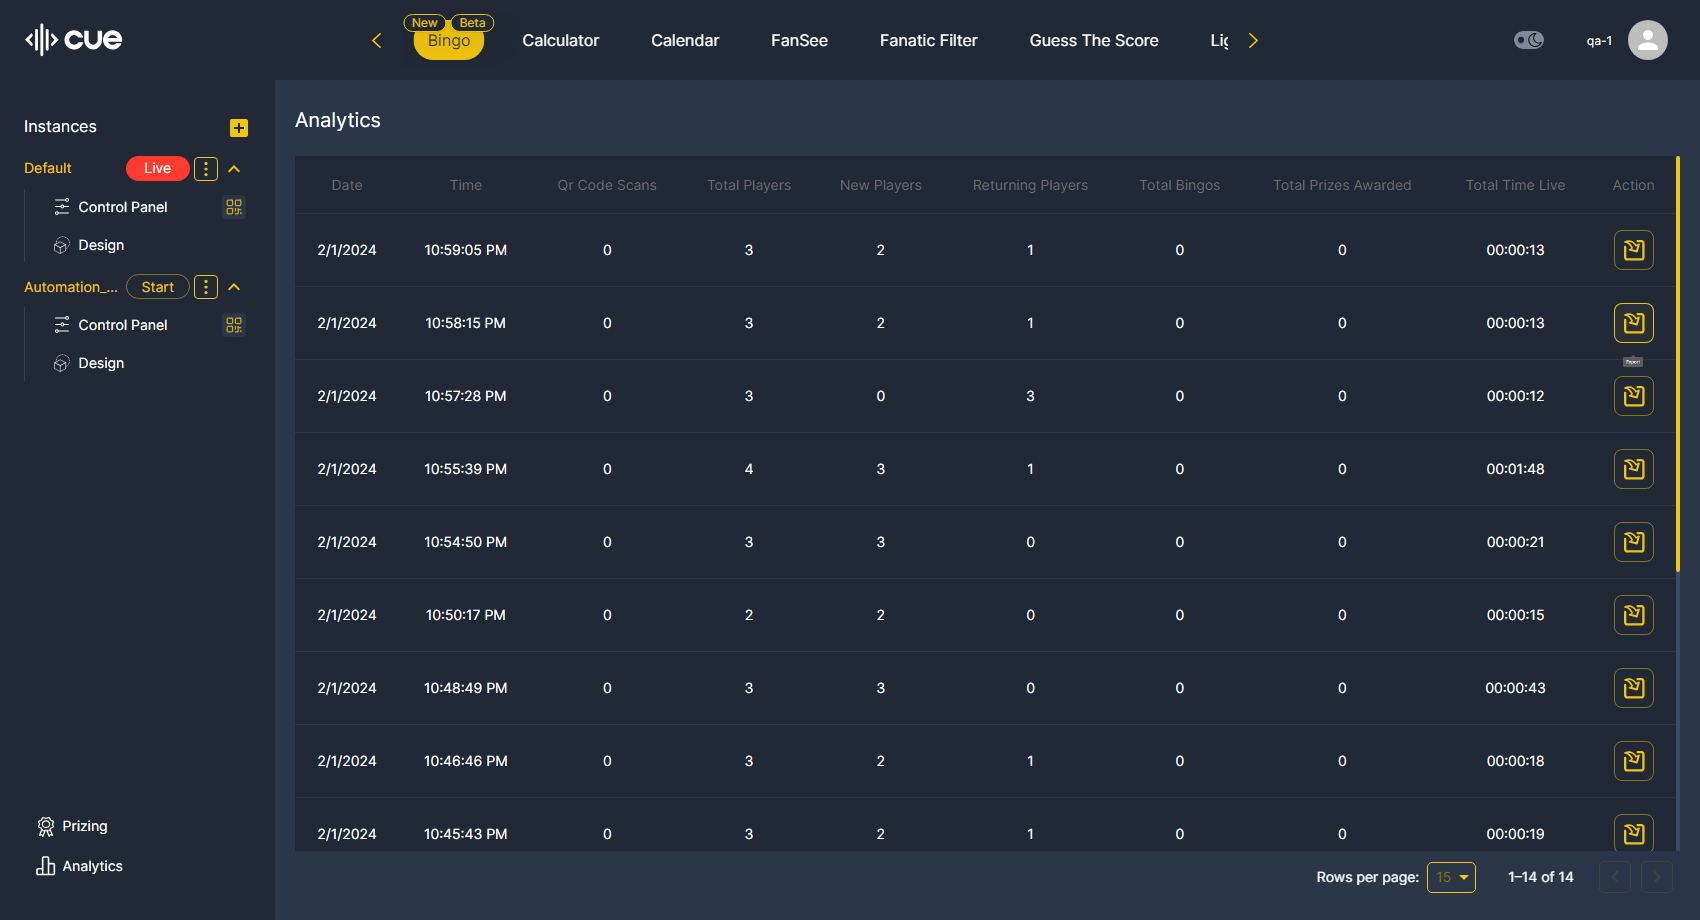 cue
New Beta
Bingo Calculator Calendar FanSee Fanatic Filter Guess The Score Lig
qa-1
Instances
Default Live
Control Panel
Design
Automation_... Start
Control Panel
Design
Prizing
Analytics
Analytics
Date Time Qr Code Scans Total Players New Players Returning Players Total Bingos Total Prizes Awarded Total Time Live Action
2/1/2024 10:59:05 PM 0 3 2 1 0 0 00:00:13
2/1/2024 10:58:15 PM 0 3 2 1 0 0 00:00:13
Export
2/1/2024 10:57:28 PM 0 3 0 3 0 0 00:00:12
2/1/2024 10:55:39 PM 0 4 3 1 0 0 00:01:48
2/1/2024 10:54:50 PM 0 3 3 0 0 0 00:00:21
2/1/2024 10:50:17 PM 0 2 2 0 0 0 00:00:15
2/1/2024 10:48:49 PM 0 3 3 0 0 0 00:00:43
2/1/2024 10:46:46 PM 0 3 2 1 0 0 00:00:18
2/1/2024 10:45:43 PM 0 3 2 1 0 0 00:00:19
Rows per page: 15 1–14 of 14